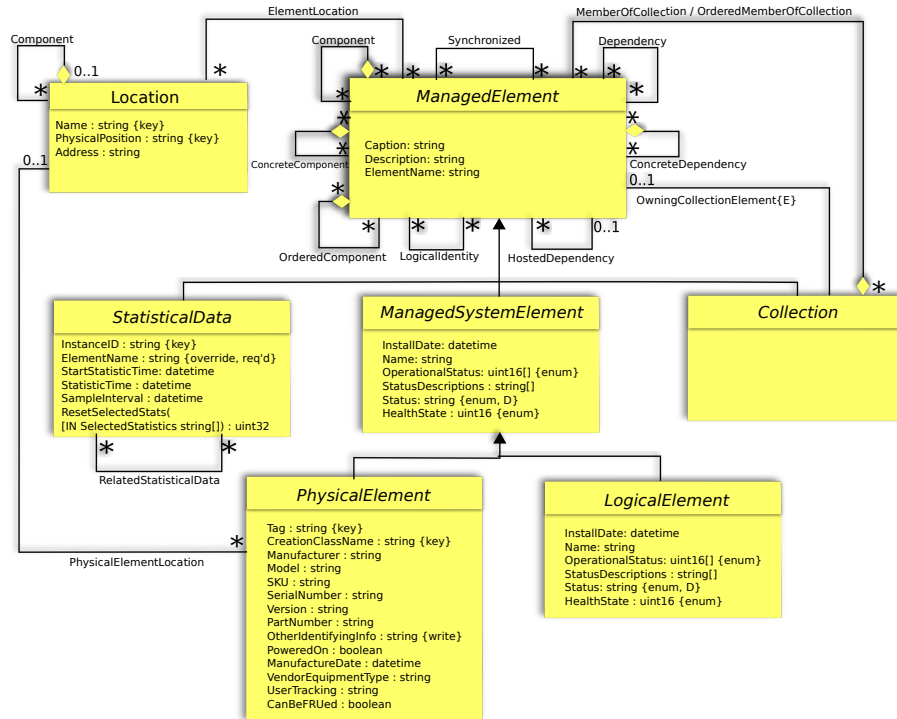 ElementLocation
MemberOfCollection / OrderedMemberOfCollection
Component
Component
Synchronized
Dependency
0..1
*
*
*
*
*
*
*
*
*
*
*
Location
ManagedElement
Name : string {key}
PhysicalPosition : string {key}
Address : string
*
*
Caption: string
Description: string
ElementName: string
*
*
0..1
ConcreteComponent
ConcreteDependency
*
0..1
OwningCollectionElement{E}
*
*
*
*
0..1
OrderedComponent
LogicalIdentity
HostedDependency
*
StatisticalData
ManagedSystemElement
Collection
InstanceID : string {key}
ElementName : string {override, req'd}
StartStatisticTime: datetime
StatisticTime : datetime
SampleInterval : datetime
ResetSelectedStats(
[IN SelectedStatistics string[]) : uint32
InstallDate: datetime
Name: string
OperationalStatus: uint16[] {enum}
StatusDescriptions : string[]
Status: string {enum, D}
HealthState : uint16 {enum}
*
*
RelatedStatisticalData
PhysicalElement
LogicalElement
Tag : string {key}
CreationClassName : string {key}
Manufacturer : string
Model : string
SKU : string
SerialNumber : string
Version : string
PartNumber : string
OtherIdentifyingInfo : string {write}
PoweredOn : boolean
ManufactureDate : datetime
VendorEquipmentType : string
UserTracking : string
CanBeFRUed : boolean
InstallDate: datetime
Name: string
OperationalStatus: uint16[] {enum}
StatusDescriptions : string[]
Status: string {enum, D}
HealthState : uint16 {enum}
*
PhysicalElementLocation